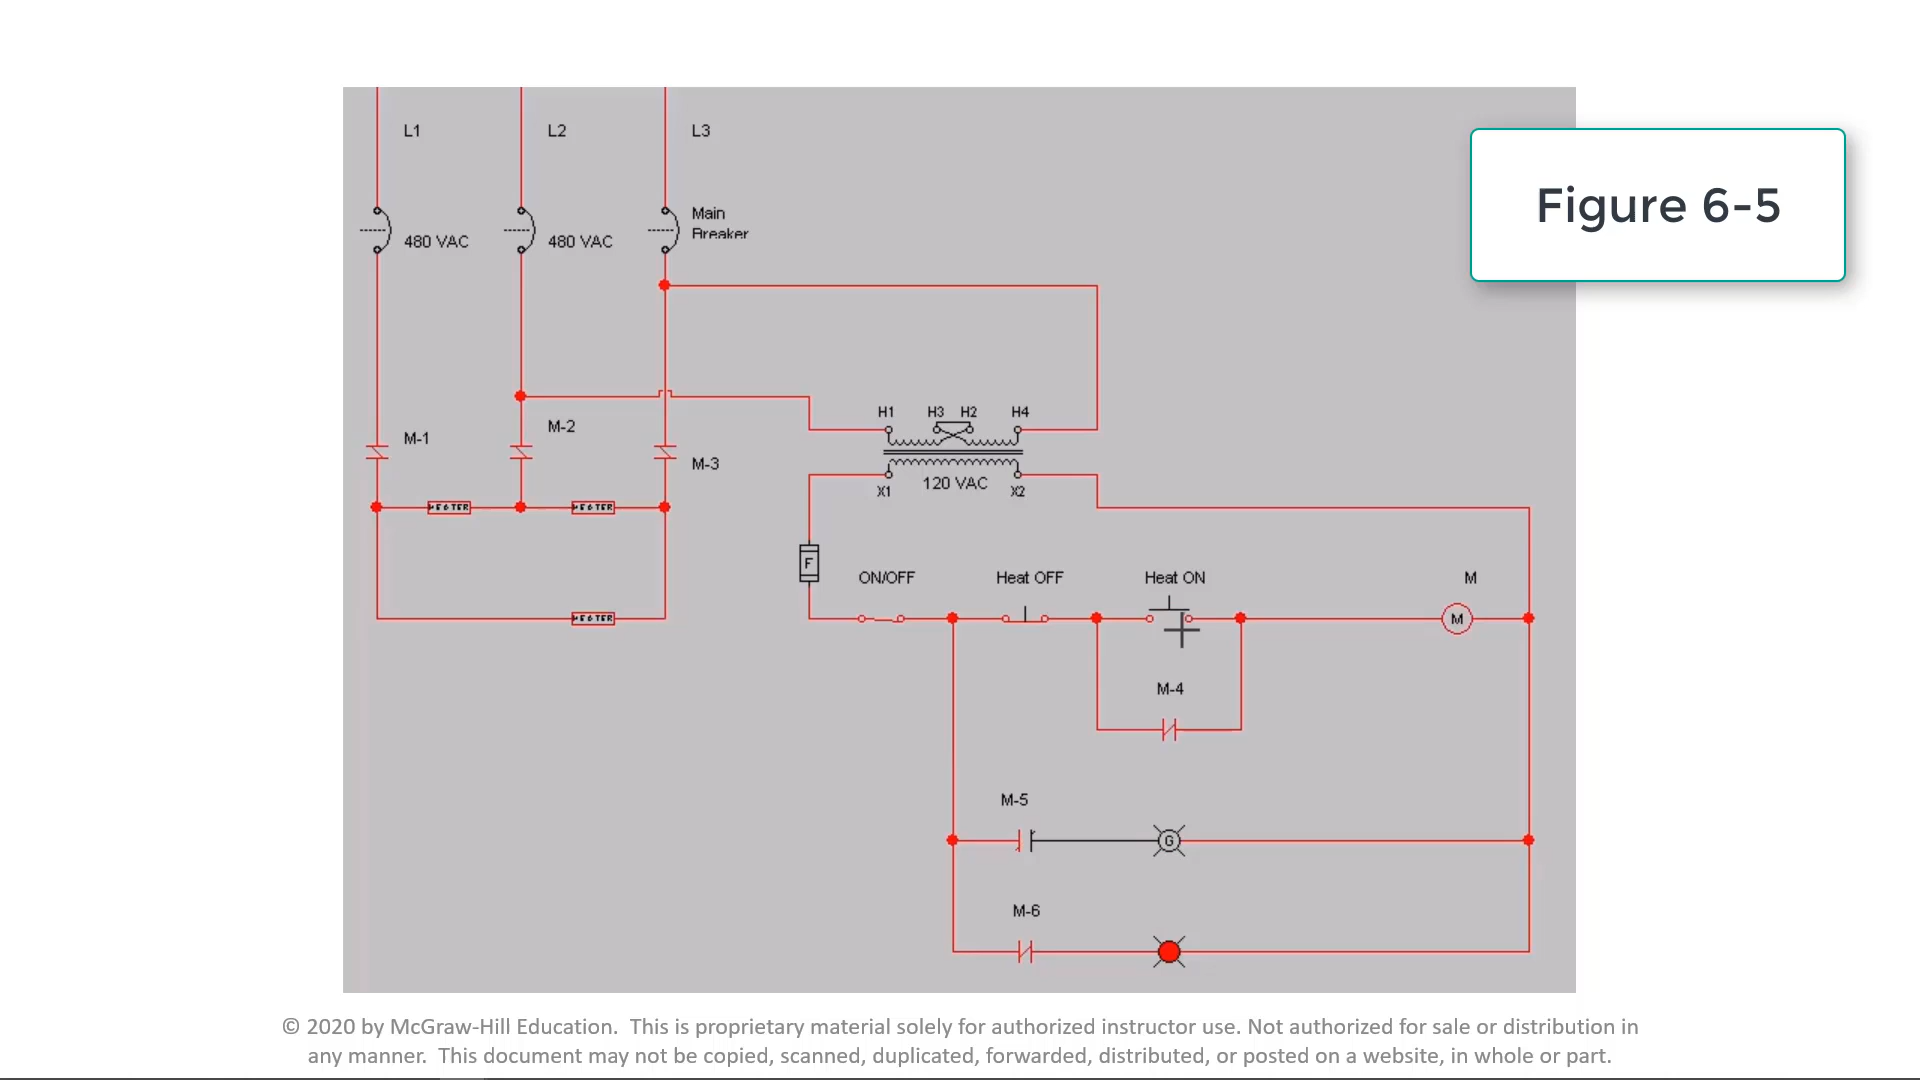 L1
L2
L3
Figure 6-5
Main
Breaker
480 VAC
480 VAC
H1
H3
H2
H4
M-1
M-2
M-3
X1
120 VAC
X2
HEATER
HEATER
F
ON/OFF
Heat OFF
Heat ON
M
M
HEATER
M-4
M-5
G
M-6
© 2020 by McGraw-Hill Education. This is proprietary material solely for authorized instructor use. Not authorized for sale or distribution in
any manner. This document may not be copied, scanned, duplicated, forwarded, distributed, or posted on a website, in whole or part.